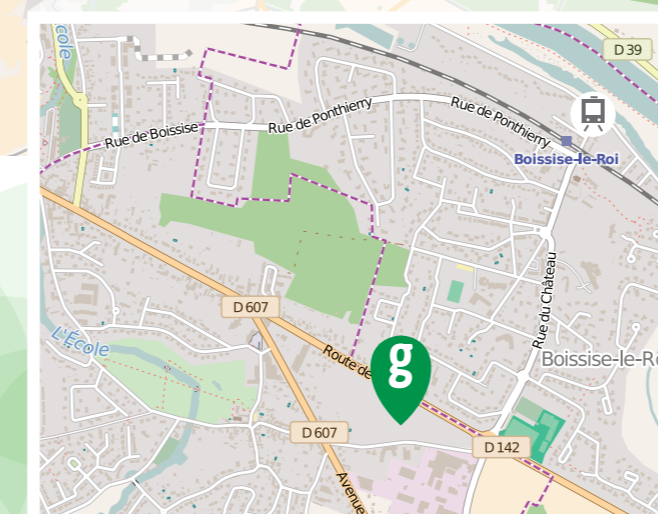 cole
D 39
Rue de Boissise
Rue de Ponthierry
Rue de Ponthierry
Boissise-le-Roi
Rue du Château
D 607
L'École
Route de
g
Boissise-le-Ro
D 607
D 142
Avenue